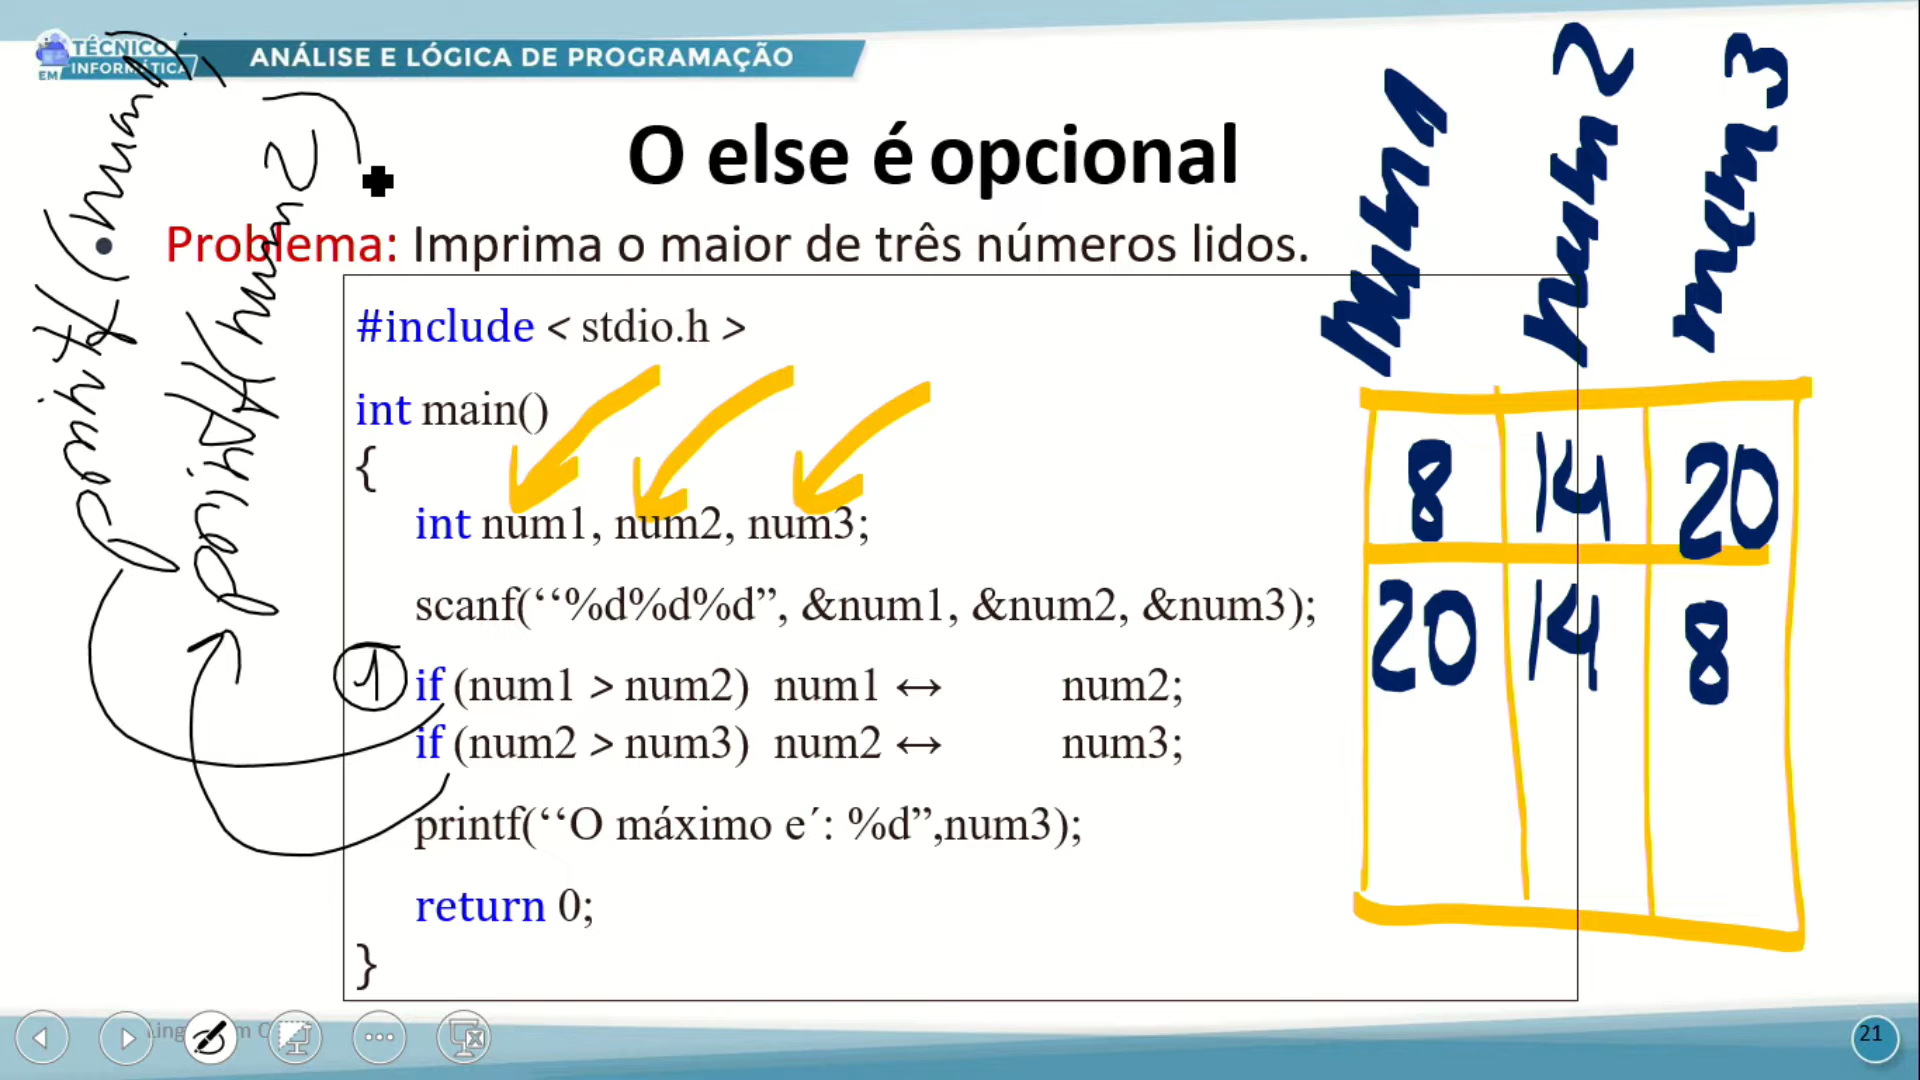 TÉCNICO
EM INFORMÁTICA
ANÁLISE E LÓGICA DE PROGRAMAÇÃO
O else é opcional
• Problema: Imprima o maior de três números lidos.
#include < stdio.h >
int main()
{
int num1, num2, num3;
scanf(‘‘%d%d%d”, &num1, &num2, &num3);
1 if (num1 > num2) num1 ↔ num2;
if (num2 > num3) num2 ↔ num3;
printf(‘‘O máximo e´: %d”,num3);
return 0;
}
num1 num2 num3
8 14 20
20 14 8
printf(
num2
21